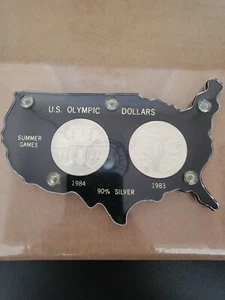 U.S. OLYMPIC DOLLARS
SUMMER
GAMES
1984
1983
90% SILVER